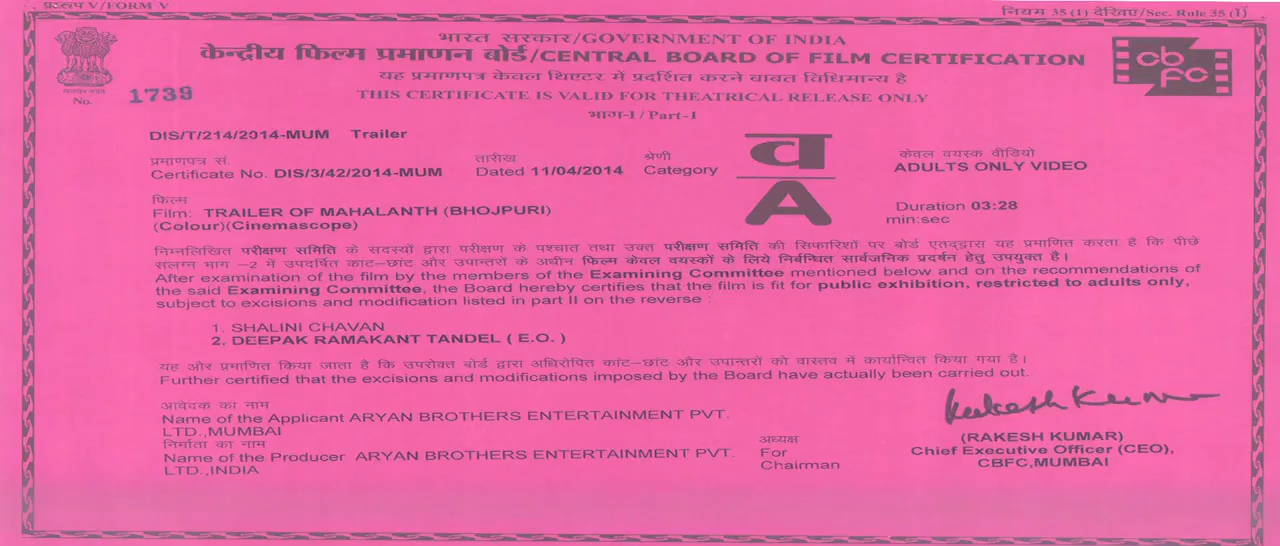 प्ररूप V/FORM V
नियम 35 (1) देखिए/Sec. Rule 35 (1)
भारत सरकार/GOVERNMENT OF INDIA
केन्द्रीय फिल्म प्रमाणन बोर्ड/CENTRAL BOARD OF FILM CERTIFICATION
यह प्रमाणपत्र केवल थिएटर में प्रदर्शित करने बाबत विधिमान्य है
THIS CERTIFICATE IS VALID FOR THEATRICAL RELEASE ONLY
भाग-I / Part-I
सत्यमेव जयते
No. 1739
cb
fc
DIS/T/214/2014-MUM Trailer
प्रमाणपत्र सं. तारीख श्रेणी
Certificate No. DIS/3/42/2014-MUM Dated 11/04/2014 Category
व
A
केवल वयस्क वीडियो
ADULTS ONLY VIDEO
फिल्म
Film: TRAILER OF MAHALANTH (BHOJPURI)
(Colour)(Cinemascope)
Duration 03:28
min:sec
निम्नलिखित परीक्षण समिति के सदस्यों द्वारा परीक्षण के पश्चात तथा उक्त परीक्षण समिति की सिफारिशों पर बोर्ड एतद्द्वारा यह प्रमाणित करता है कि पीछे
संलग्न भाग –2 में उपदर्षित कांट–छांट और उपान्तरों के अधीन फिल्म केवल वयस्कों के लिये निर्बन्धित सार्वजनिक प्रदर्षन हेतु उपयुक्त है।
After examination of the film by the members of the Examining Committee mentioned below and on the recommendations of
the said Examining Committee, the Board hereby certifies that the film is fit for public exhibition, restricted to adults only,
subject to excisions and modification listed in part II on the reverse :
1. SHALINI CHAVAN
2. DEEPAK RAMAKANT TANDEL ( E.O. )
यह और प्रमाणित किया जाता है कि उपरोक्त बोर्ड द्वारा अधिरोपित कांट–छांट और उपान्तरों को वास्तव में कार्यान्वित किया गया है।
Further certified that the excisions and modifications imposed by the Board have actually been carried out.
आवेदक का नाम
Name of the Applicant ARYAN BROTHERS ENTERTAINMENT PVT.
LTD.,MUMBAI
निर्माता का नाम
Name of the Producer ARYAN BROTHERS ENTERTAINMENT PVT.
LTD.,INDIA
अध्यक्ष
For
Chairman
Rakesh Kumar
(RAKESH KUMAR)
Chief Executive Officer (CEO),
CBFC,MUMBAI